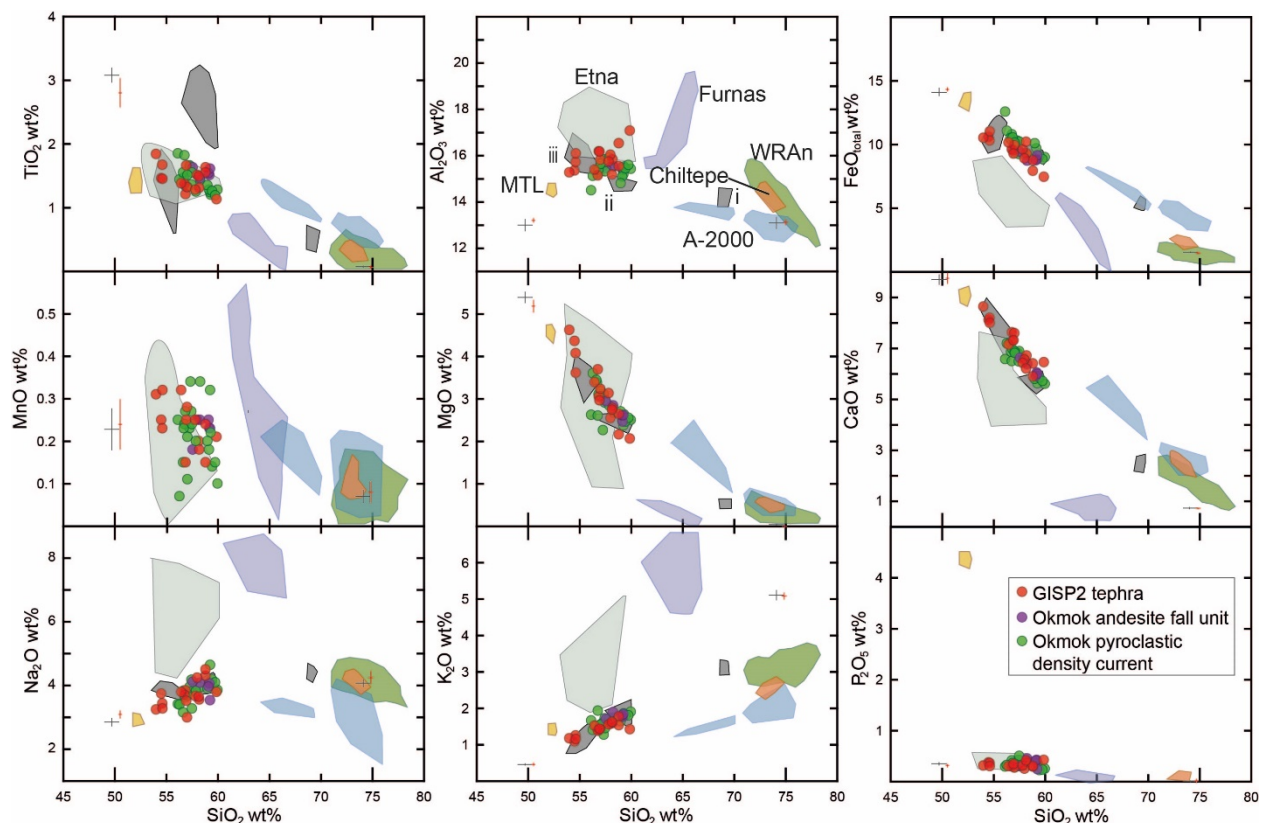 TiO2 wt%
4
3
2
1
0
Al2O3 wt%
20
18
16
14
12
Etna
Furnas
WRAn
Chiltepe
iii
MTL
ii
i
A-2000
FeOtotal wt%
15
10
5
0
MnO wt%
0.5
0.4
0.3
0.2
0.1
MgO wt%
5
4
3
2
1
CaO wt%
9
7
5
3
1
Na2O wt%
8
6
4
2
K2O wt%
6
5
4
3
2
1
P2O5 wt%
4
3
2
1
0
GISP2 tephra
Okmok andesite fall unit
Okmok pyroclastic
density current
45 50 55 60 65 70 75 80
SiO2 wt%
45 50 55 60 65 70 75 80
SiO2 wt%
45 50 55 60 65 70 75 80
SiO2 wt%